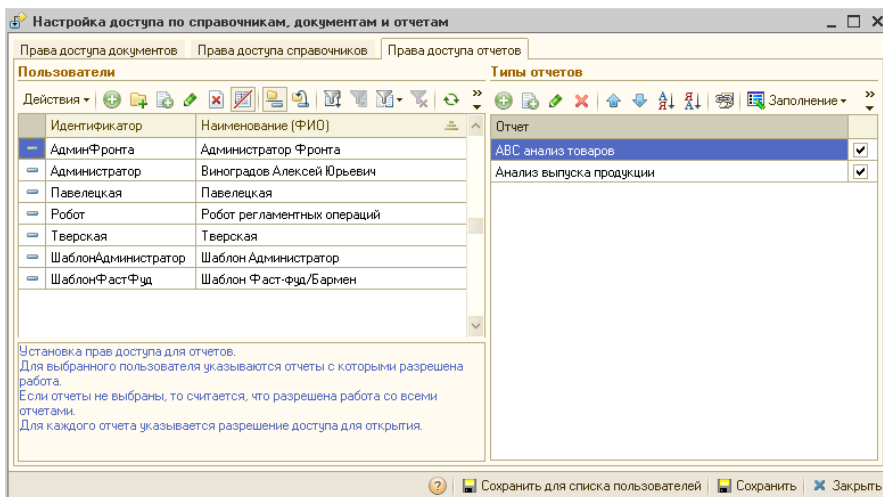 Настройка доступа по справочникам, документам и отчетам
Права доступа документов Права доступа справочников Права доступа отчетов
Пользователи
Действия
Идентификатор Наименование (ФИО)
АдминФронта Администратор Фронта
Администратор Виноградов Алексей Юрьевич
Павелецкая Павелецкая
Робот Робот регламентных операций
Тверская Тверская
ШаблонАдминистратор Шаблон Администратор
ШаблонФастФуд Шаблон Фаст-фуд/Бармен
Установка прав доступа для отчетов.
Для выбранного пользователя указываются отчеты с которыми разрешена
работа.
Если отчеты не выбраны, то считается, что разрешена работа со всеми
отчетами.
Для каждого отчета указывается разрешение доступа для открытия.
Типы отчетов
Заполнение
Отчет
ABC анализ товаров
Анализ выпуска продукции
Сохранить для списка пользователей Сохранить Закрыть